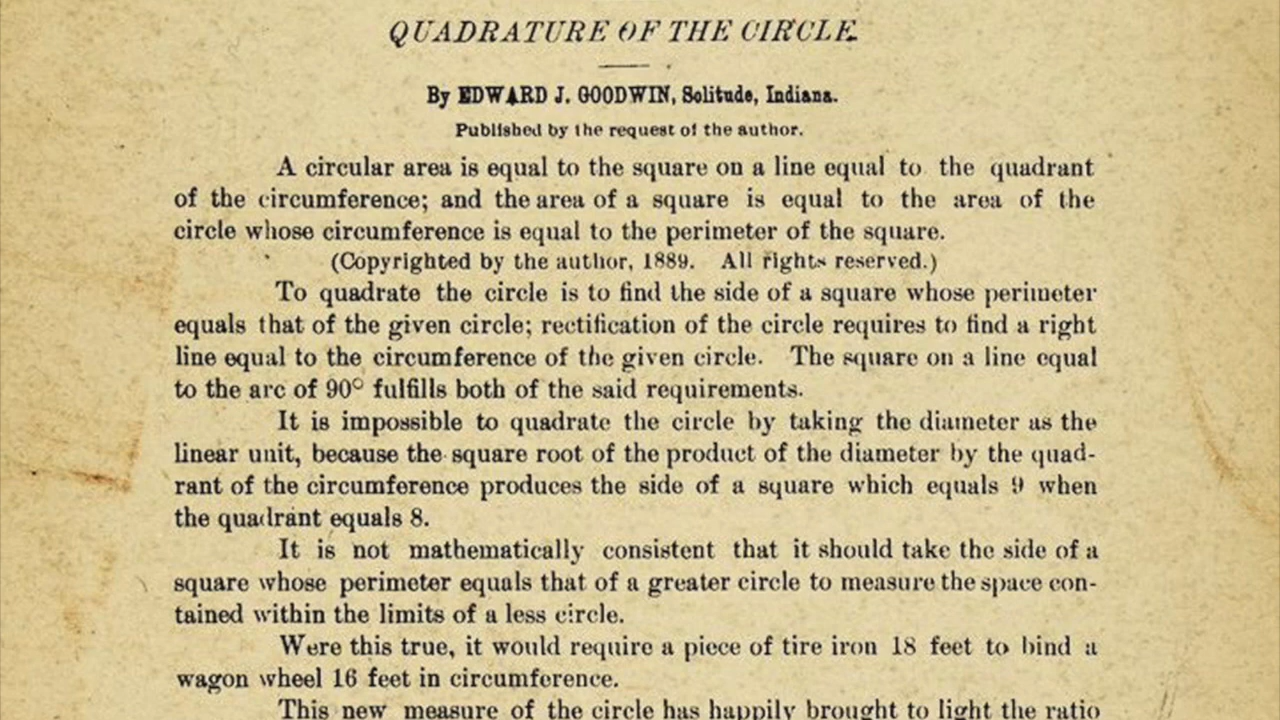 QUADRATURE OF THE CIRCLE.
By EDWARD J. GOODWIN, Solitude, Indiana.
Published by the request of the author.
A circular area is equal to the square on a line equal to the quadrant
of the circumference; and the area of a square is equal to the area of the
circle whose circumference is equal to the perimeter of the square.
(Copyrighted by the author, 1889. All rights reserved.)
To quadrate the circle is to find the side of a square whose perimeter
equals that of the given circle; rectification of the circle requires to find a right
line equal to the circumference of the given circle. The square on a line equal
to the arc of 90° fulfills both of the said requirements.
It is impossible to quadrate the circle by taking the diameter as the
linear unit, because the square root of the product of the diameter by the quad-
rant of the circumference produces the side of a square which equals 9 when
the quadrant equals 8.
It is not mathematically consistent that it should take the side of a
square whose perimeter equals that of a greater circle to measure the space con-
tained within the limits of a less circle.
Were this true, it would require a piece of tire iron 18 feet to bind a
wagon wheel 16 feet in circumference.
This new measure of the circle has happily brought to light the ratio